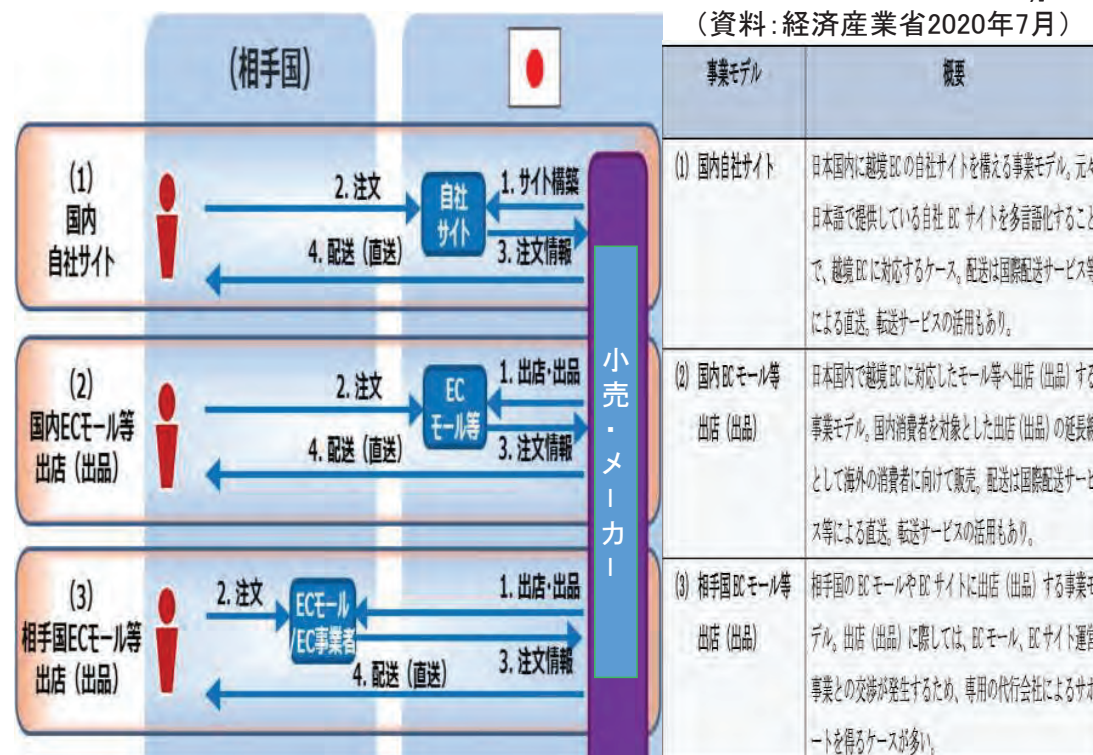 （資料：経済産業省2020年7月）
（相手国）
(1)
国内
自社サイト
2. 注文
自社
サイト
1. サイト構築
4. 配送（直送）
3. 注文情報
(2)
国内ECモール等
出店（出品）
2. 注文
EC
モール等
1. 出店・出品
4. 配送（直送）
3. 注文情報
(3)
相手国ECモール等
出店（出品）
2. 注文
ECモール
/EC事業者
1. 出店・出品
3. 注文情報
4. 配送（直送）
小売・メーカー
事業モデル
概要
(1) 国内自社サイト
日本国内に越境ECの自社サイトを構える事業モデル。元々
日本語で提供している自社 EC サイトを多言語化すること
で、越境ECに対応するケース。配送は国際配送サービス等
による直送。転送サービスの活用もあり。
(2) 国内ECモール等
出店（出品）
日本国内で越境ECに対応したモール等へ出店（出品）する
事業モデル。国内消費者を対象とした出店（出品）の延長線
として海外の消費者に向けて販売。配送は国際配送サービ
ス等による直送。転送サービスの活用もあり。
(3) 相手国ECモール等
出店（出品）
相手国の EC モールや EC サイトに出店（出品）する事業モ
デル。出店（出品）に際しては、EC モール、EC サイト運営
事業との交渉が発生するため、専用の代行会社によるサポ
ートを得るケースが多い。